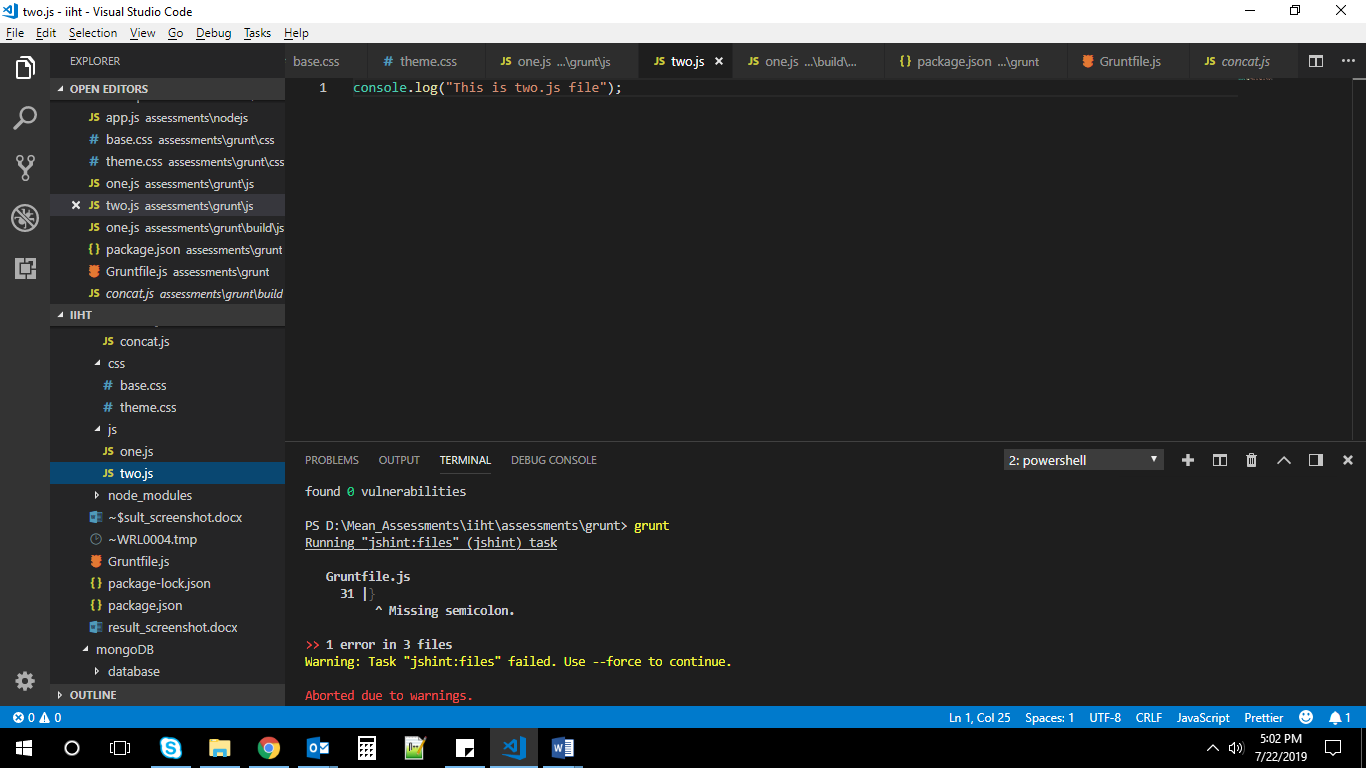 two.js - iiht - Visual Studio Code
File Edit Selection View Go Debug Tasks Help
EXPLORER
base.css
# theme.css
JS one.js ...\grunt\js
JS two.js
JS one.js ...\build\...
{} package.json ...\grunt
Gruntfile.js
JS concat.js
OPEN EDITORS
JS app.js assessments\nodejs
# base.css assessments\grunt\css
# theme.css assessments\grunt\css
JS one.js assessments\grunt\js
JS two.js assessments\grunt\js
JS one.js assessments\grunt\build\js
{} package.json assessments\grunt
Gruntfile.js assessments\grunt
JS concat.js assessments\grunt\build
IIHT
JS concat.js
css
# base.css
# theme.css
js
JS one.js
JS two.js
node_modules
~$sult_screenshot.docx
~WRL0004.tmp
Gruntfile.js
{} package-lock.json
{} package.json
result_screenshot.docx
mongoDB
database
OUTLINE
1 console.log("This is two.js file");
PROBLEMS OUTPUT TERMINAL DEBUG CONSOLE
2: powershell
found 0 vulnerabilities
PS D:\Mean_Assessments\iiht\assessments\grunt> grunt
Running "jshint:files" (jshint) task
Gruntfile.js
31 |}
^ Missing semicolon.
>> 1 error in 3 files
Warning: Task "jshint:files" failed. Use --force to continue.
Aborted due to warnings.
0 0
Ln 1, Col 25 Spaces: 1 UTF-8 CRLF JavaScript Prettier 1
5:02 PM
7/22/2019